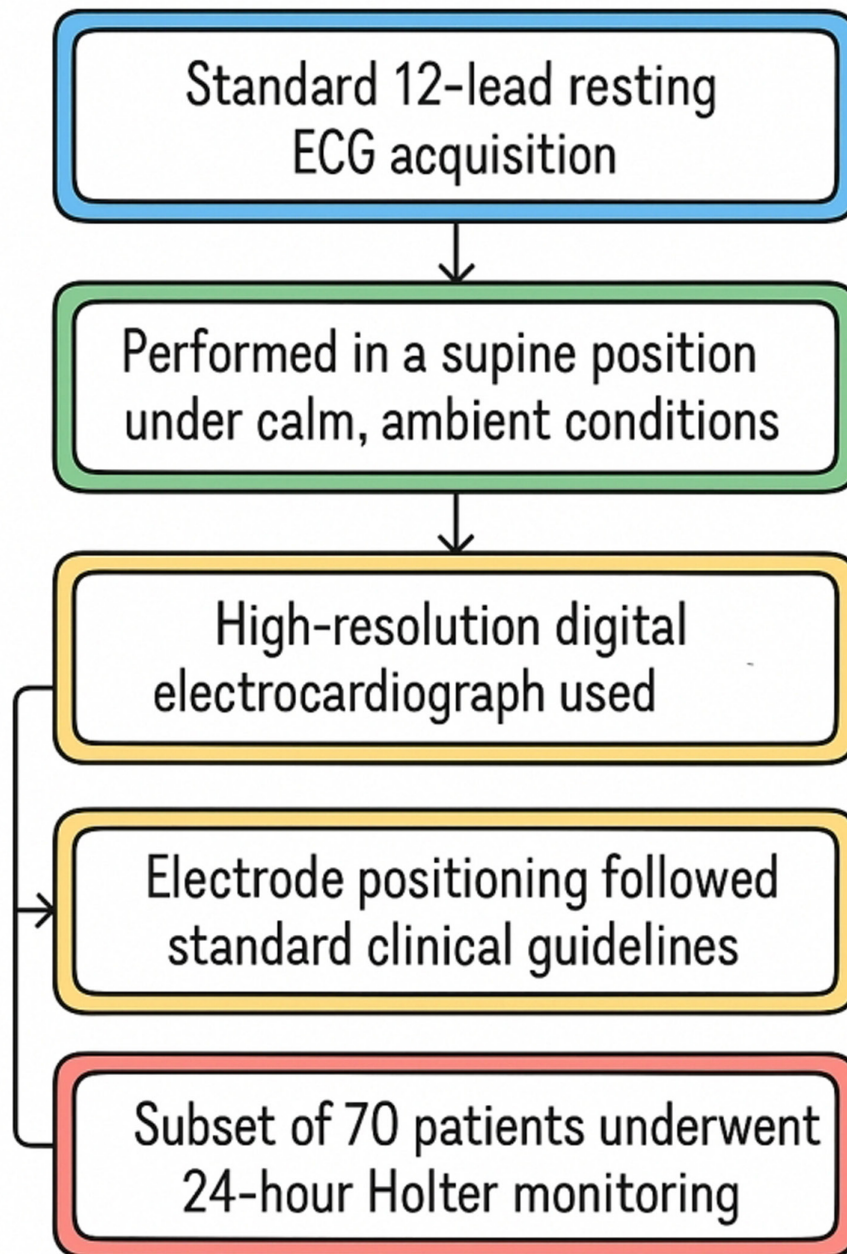 Standard 12-lead resting
ECG acquisition
Performed in a supine position
under calm, ambient conditions
High-resolution digital
electrocardiograph used
Electrode positioning followed
standard clinical guidelines
Subset of 70 patients underwent
24-hour Holter monitoring